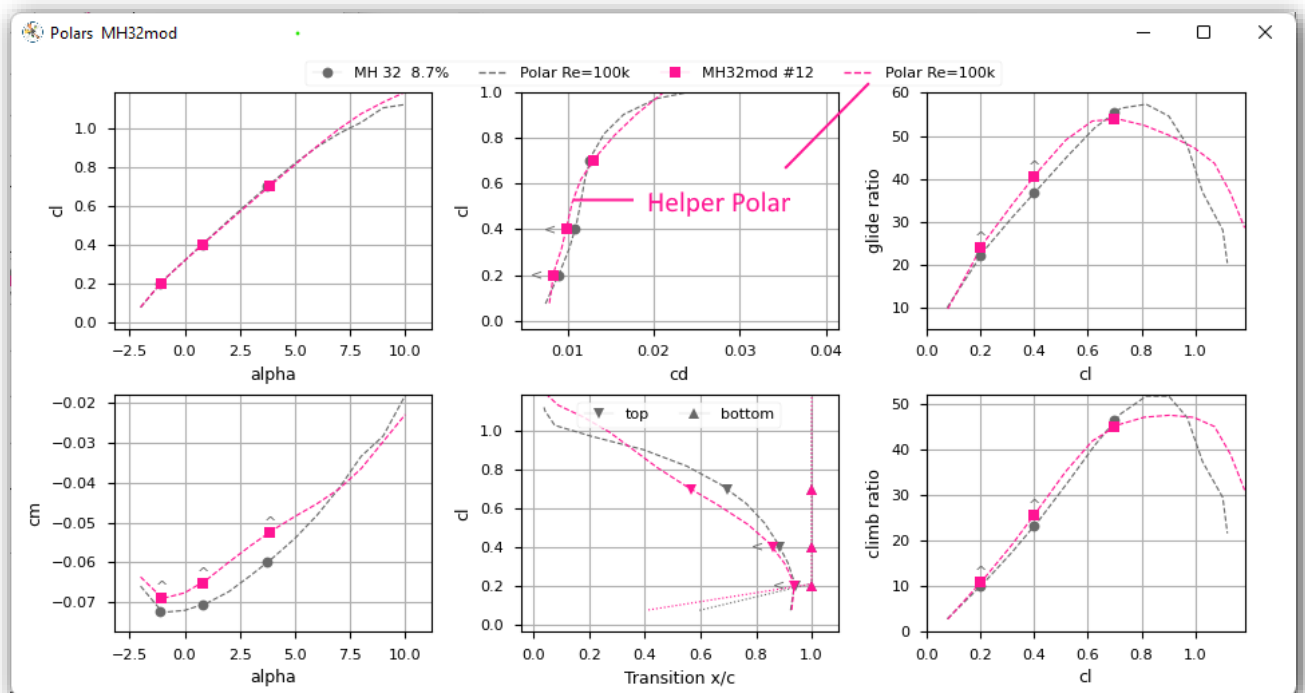 Polars MH32mod
MH 32 8.7% Polar Re=100k MH32mod #12 Polar Re=100k
1.0
0.8
0.6
0.4
0.2
0.0
cl
−2.5 0.0 2.5 5.0 7.5 10.0
alpha
1.0
0.8
0.6
0.4
0.2
0.0
cl
Helper Polar
0.01 0.02 0.03 0.04
cd
60
50
40
30
20
10
glide ratio
0.0 0.2 0.4 0.6 0.8 1.0
cl
−0.02
−0.03
−0.04
−0.05
−0.06
−0.07
cm
−2.5 0.0 2.5 5.0 7.5 10.0
alpha
top bottom
1.0
0.8
0.6
0.4
0.2
0.0
cl
0.0 0.2 0.4 0.6 0.8 1.0
Transition x/c
50
40
30
20
10
0
climb ratio
0.0 0.2 0.4 0.6 0.8 1.0
cl